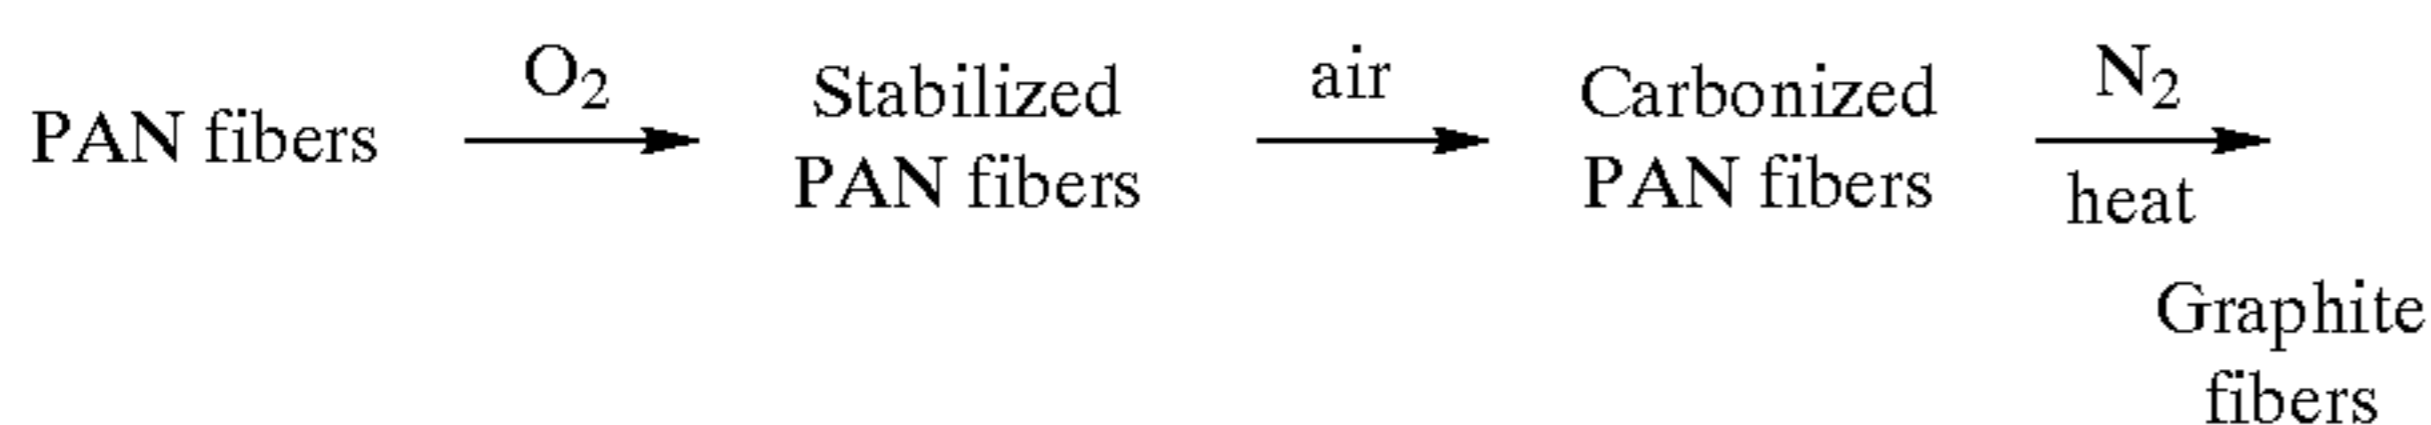 PAN fibers
O₂
Stabilized
PAN fibers
air
Carbonized
PAN fibers
N₂
heat
Graphite
fibers